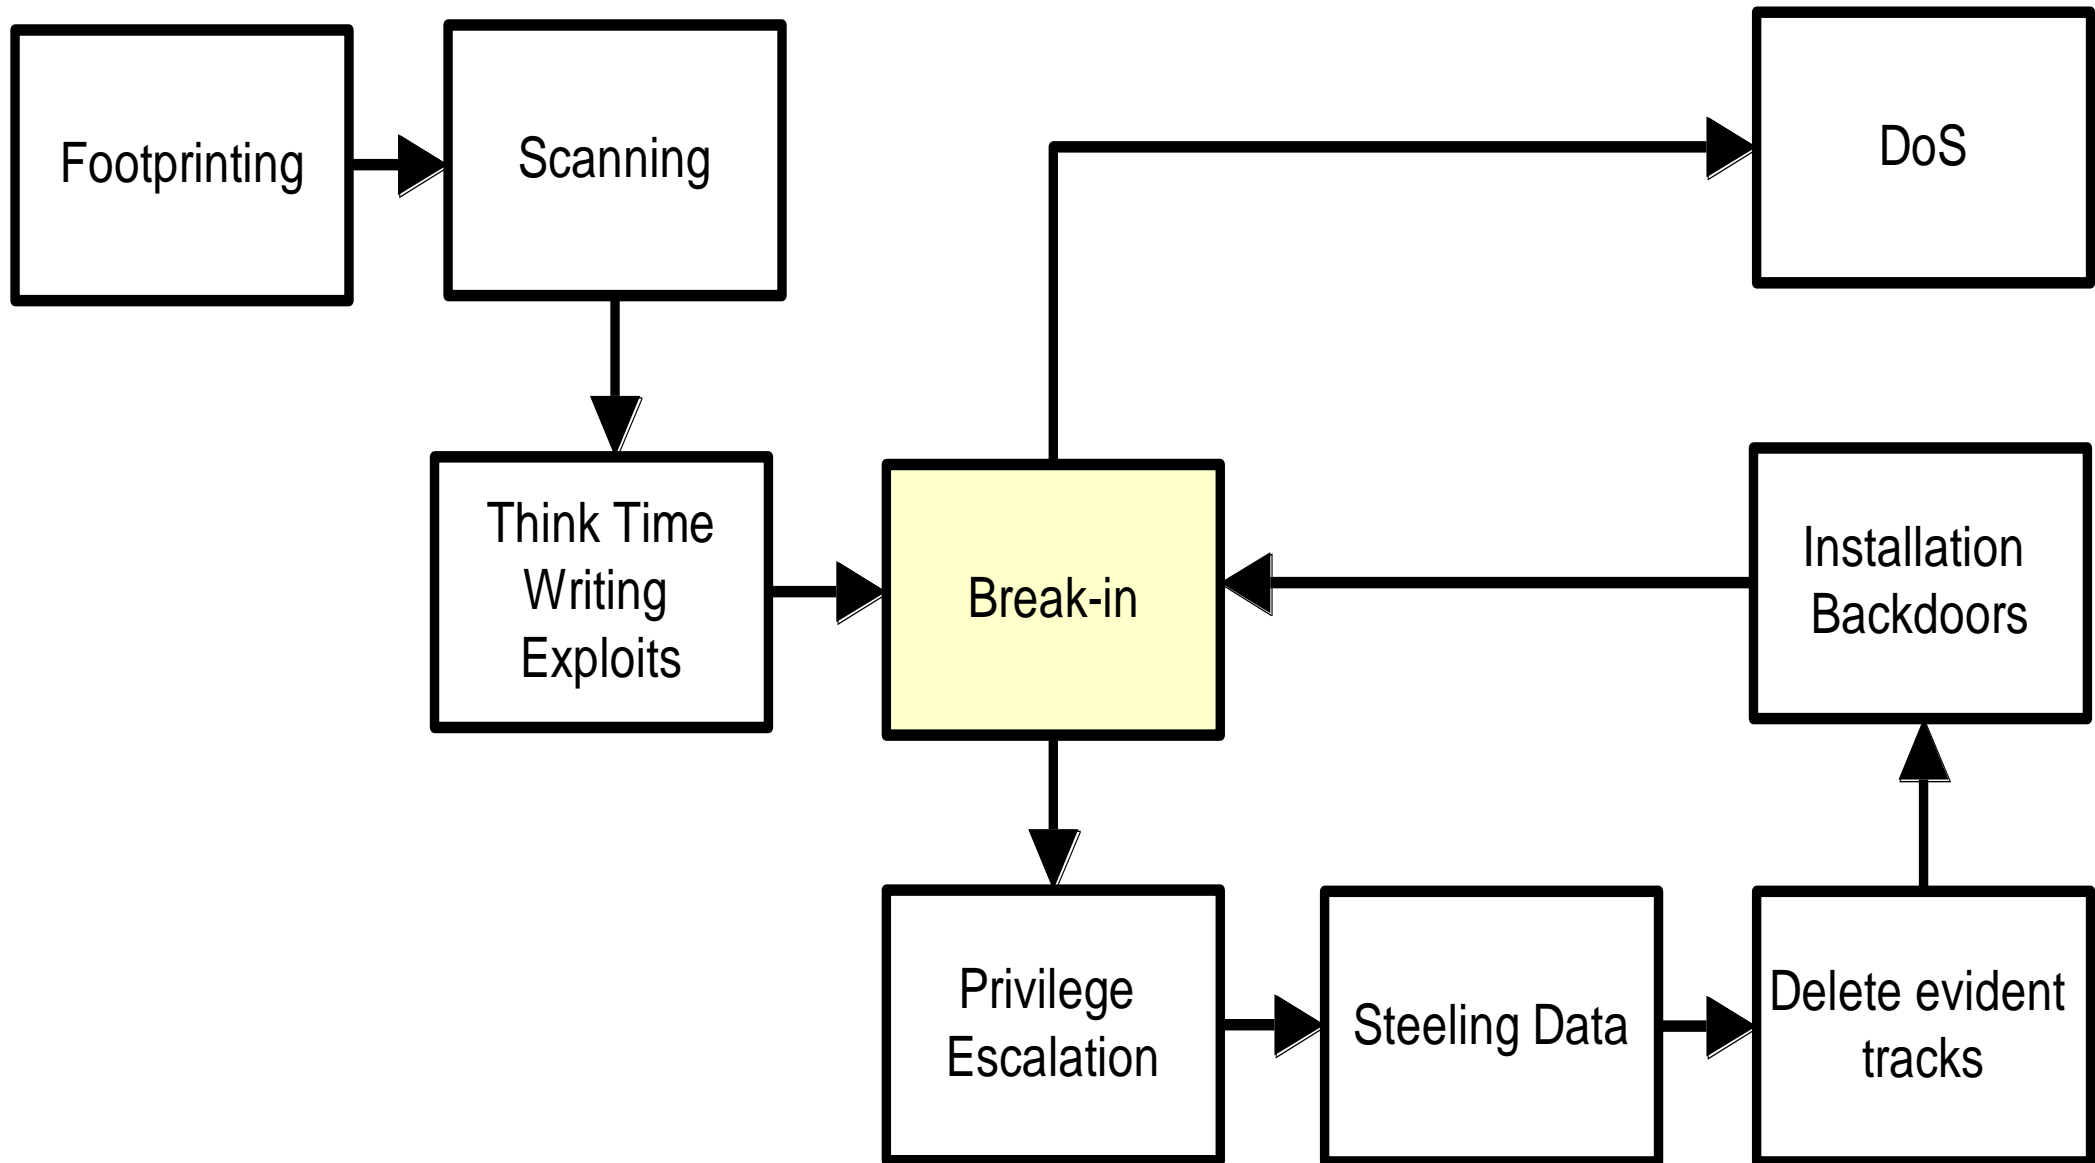 Footprinting
Scanning
DoS
Think Time
Writing
Exploits
Break-in
Installation
Backdoors
Privilege
Escalation
Steeling Data
Delete evident
tracks